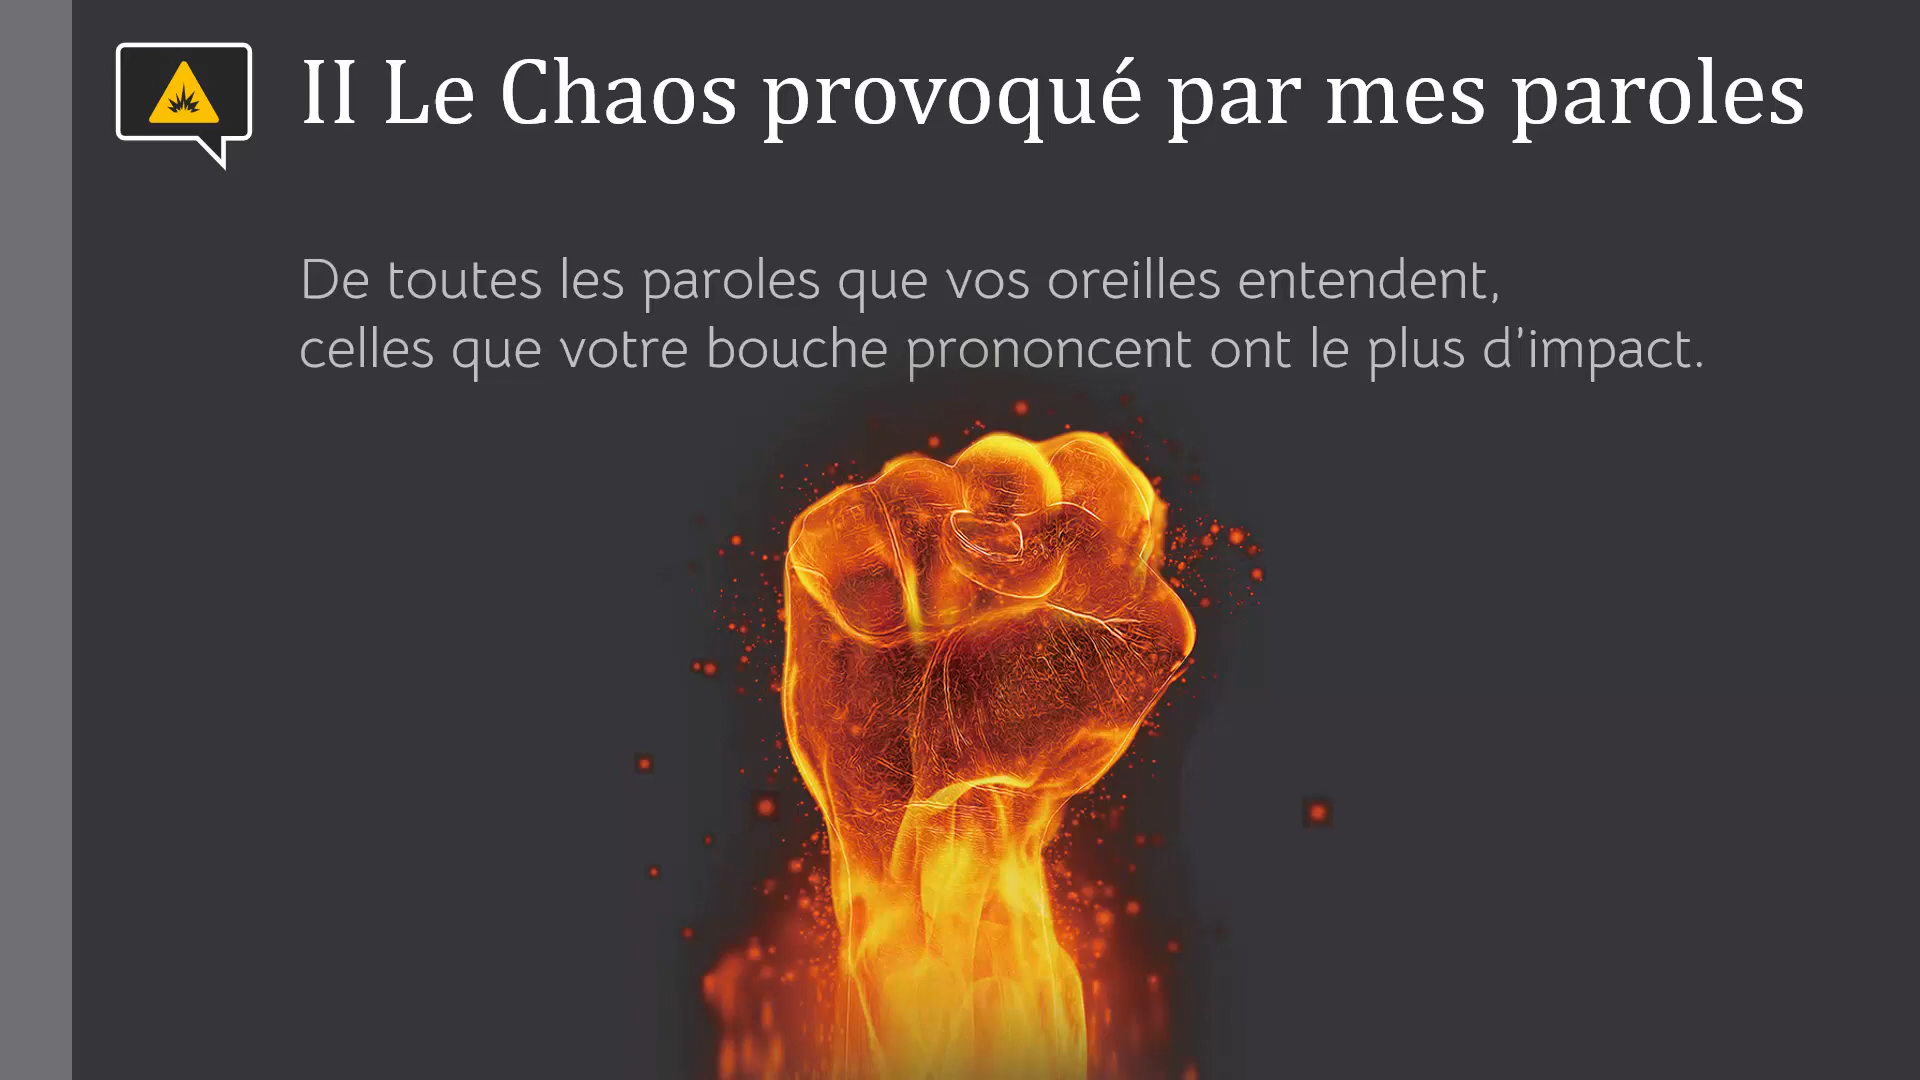 II Le Chaos provoqué par mes paroles
De toutes les paroles que vos oreilles entendent,
celles que votre bouche prononcent ont le plus d'impact.